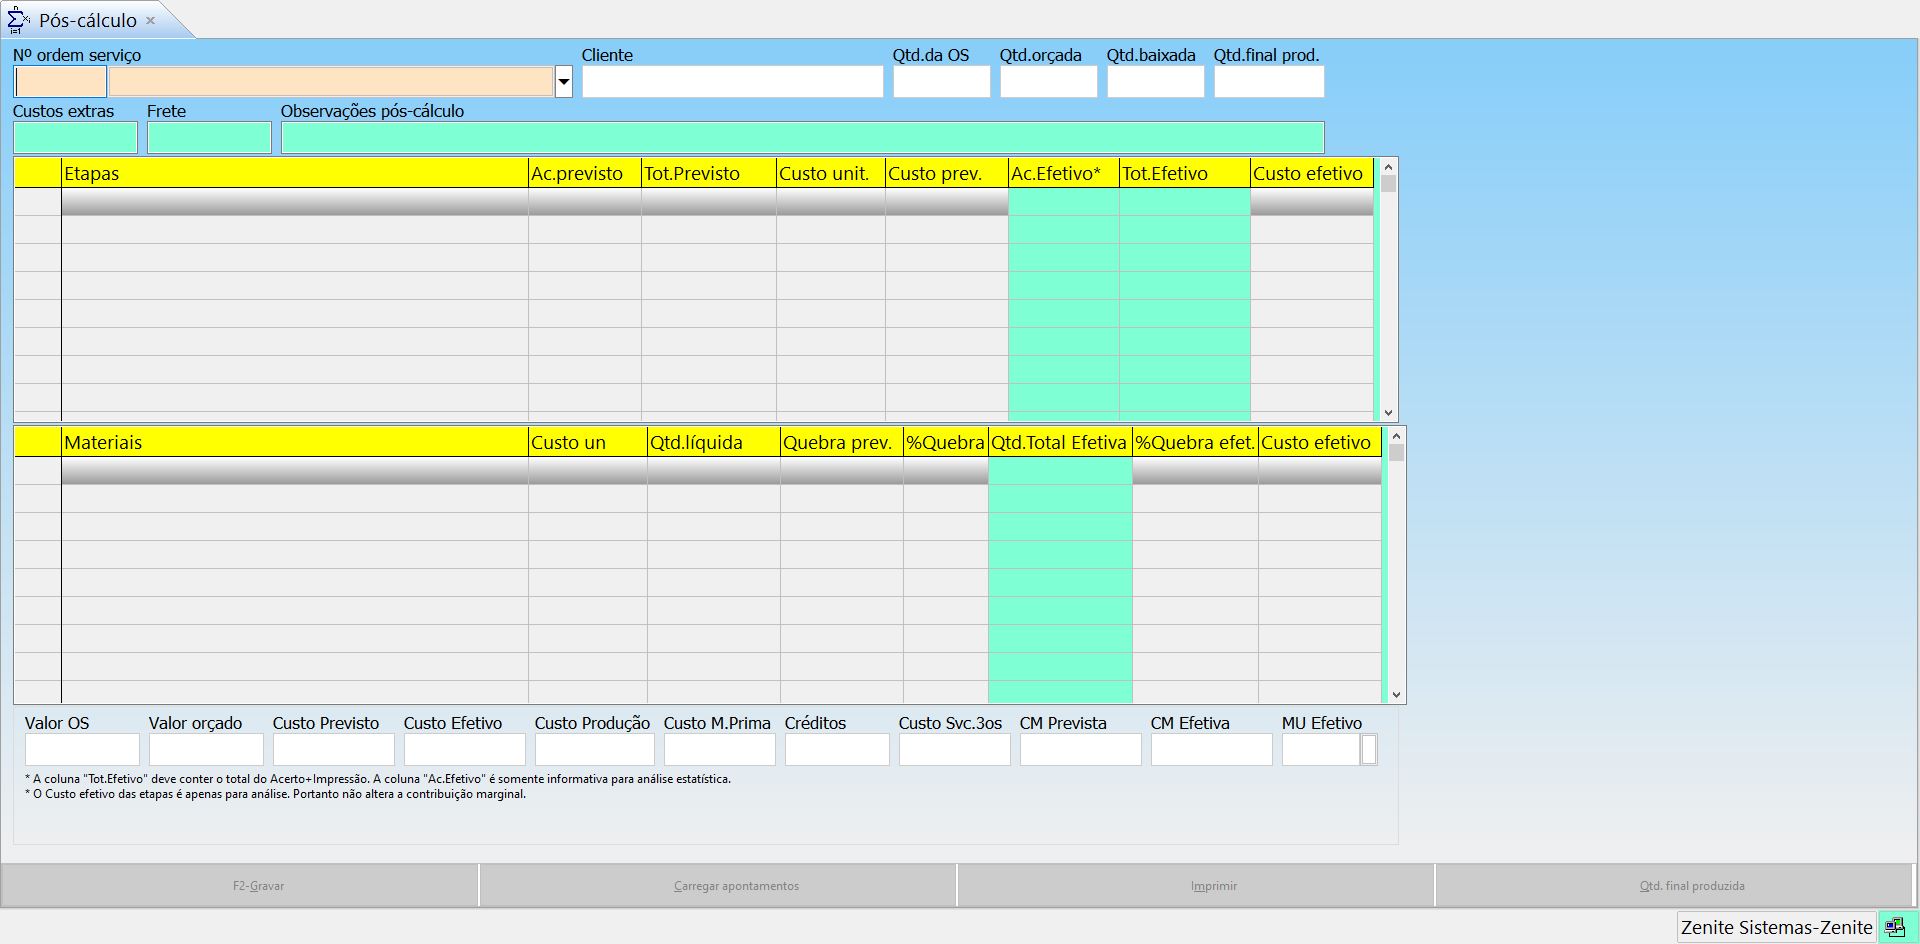 Pós-cálculo
Nº ordem serviço Cliente Qtd.da OS Qtd.orçada Qtd.baixada Qtd.final prod.
Custos extras Frete Observações pós-cálculo
Etapas Ac.previsto Tot.Previsto Custo unit. Custo prev. Ac.Efetivo* Tot.Efetivo Custo efetivo
Materiais Custo un Qtd.líquida Quebra prev. %Quebra Qtd.Total Efetiva %Quebra efet. Custo efetivo
Valor OS Valor orçado Custo Previsto Custo Efetivo Custo Produção Custo M.Prima Créditos Custo Svc.3os CM Prevista CM Efetiva MU Efetivo
* A coluna "Tot.Efetivo" deve conter o total do Acerto+Impressão. A coluna "Ac.Efetivo" é somente informativa para análise estatística.
* O Custo efetivo das etapas é apenas para análise. Portanto não altera a contribuição marginal.
F2-Gravar Carregar apontamentos Imprimir Qtd. final produzida
Zenite Sistemas-Zenite